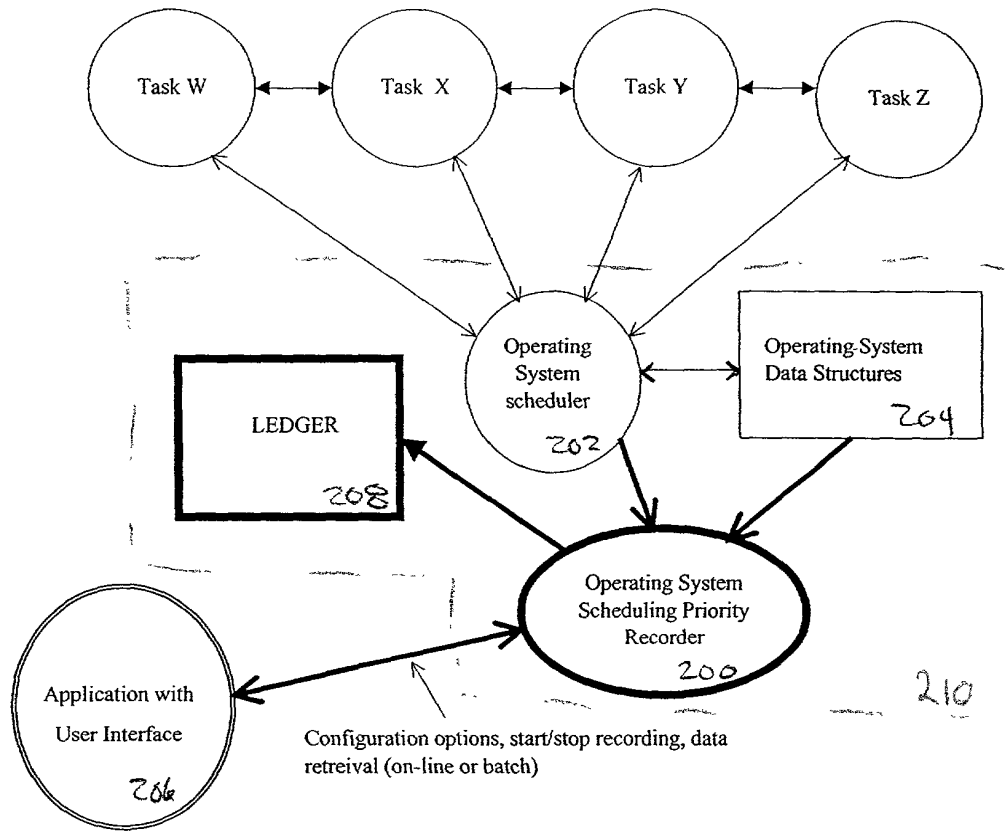 Task W
Task X
Task Y
Task Z
Operating
System
scheduler
202
Operating-System
Data Structures
204
LEDGER
208
Operating System
Scheduling Priority
Recorder
200
210
Application with
User Interface
206
Configuration options, start/stop recording, data
retreival (on-line or batch)